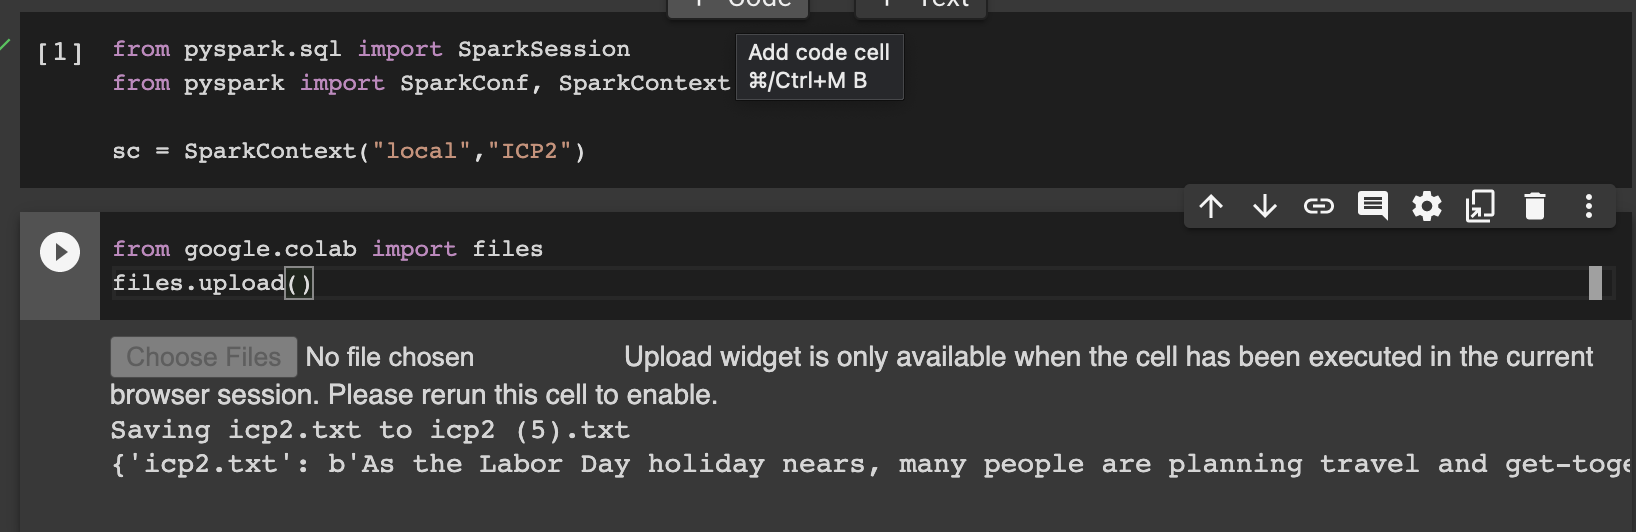 + Code + Text
[1] from pyspark.sql import SparkSession
from pyspark import SparkConf, SparkContext
Add code cell
⌘/Ctrl+M B
sc = SparkContext("local","ICP2")
from google.colab import files
files.upload()
Choose Files No file chosen Upload widget is only available when the cell has been executed in the current
browser session. Please rerun this cell to enable.
Saving icp2.txt to icp2 (5).txt
{'icp2.txt': b'As the Labor Day holiday nears, many people are planning travel and get-toge